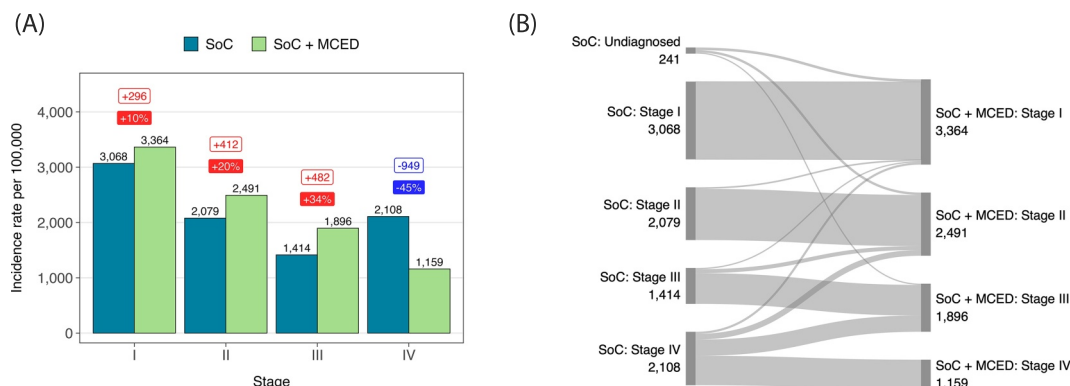 (A)
SoC
SoC + MCED
Incidence rate per 100,000
4,000
3,000
2,000
1,000
0
+296
+10%
3,068
3,364
+412
+20%
2,079
2,491
+482
+34%
1,414
1,896
-949
-45%
2,108
1,159
I
II
III
IV
Stage
(B)
SoC: Undiagnosed
241
SoC: Stage I
3,068
SoC: Stage II
2,079
SoC: Stage III
1,414
SoC: Stage IV
2,108
SoC + MCED: Stage I
3,364
SoC + MCED: Stage II
2,491
SoC + MCED: Stage III
1,896
SoC + MCED: Stage IV
1,159